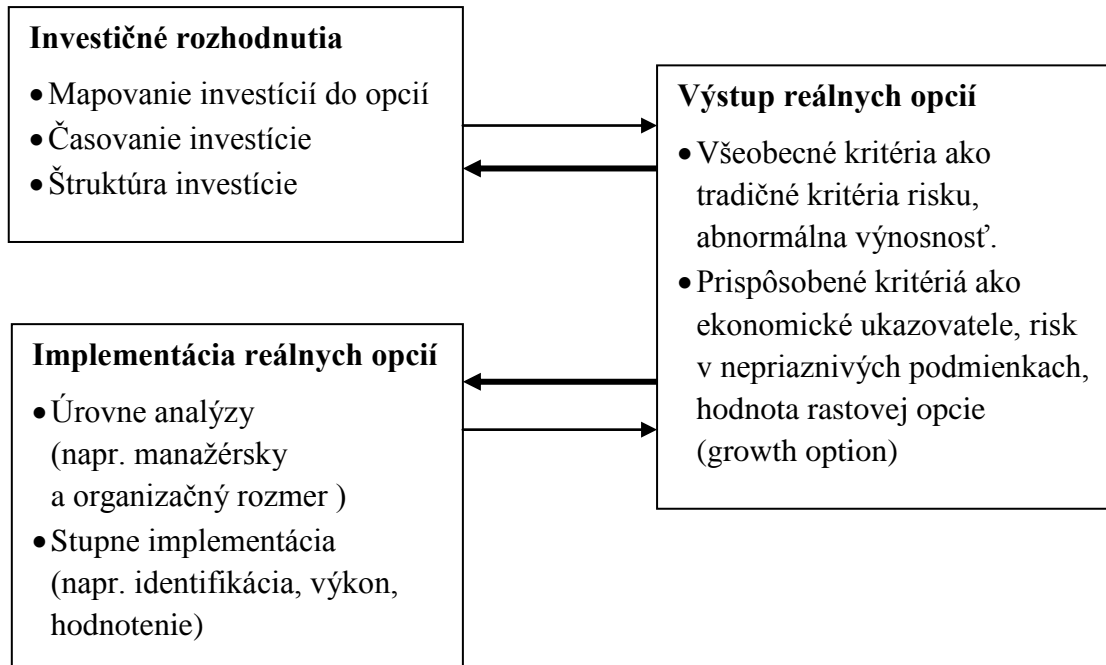 Investičné rozhodnutia
• Mapovanie investícií do opcií
• Časovanie investície
• Štruktúra investície
Výstup reálnych opcií
• Všeobecné kritéria ako
tradičné kritéria risku,
abnormálna výnosnosť.
• Prispôsobené kritériá ako
ekonomické ukazovatele, risk
v nepriaznivých podmienkach,
hodnota rastovej opcie
(growth option)
Implementácia reálnych opcií
• Úrovne analýzy
(napr. manažérsky
a organizačný rozmer )
• Stupne implementácia
(napr. identifikácia, výkon,
hodnotenie)